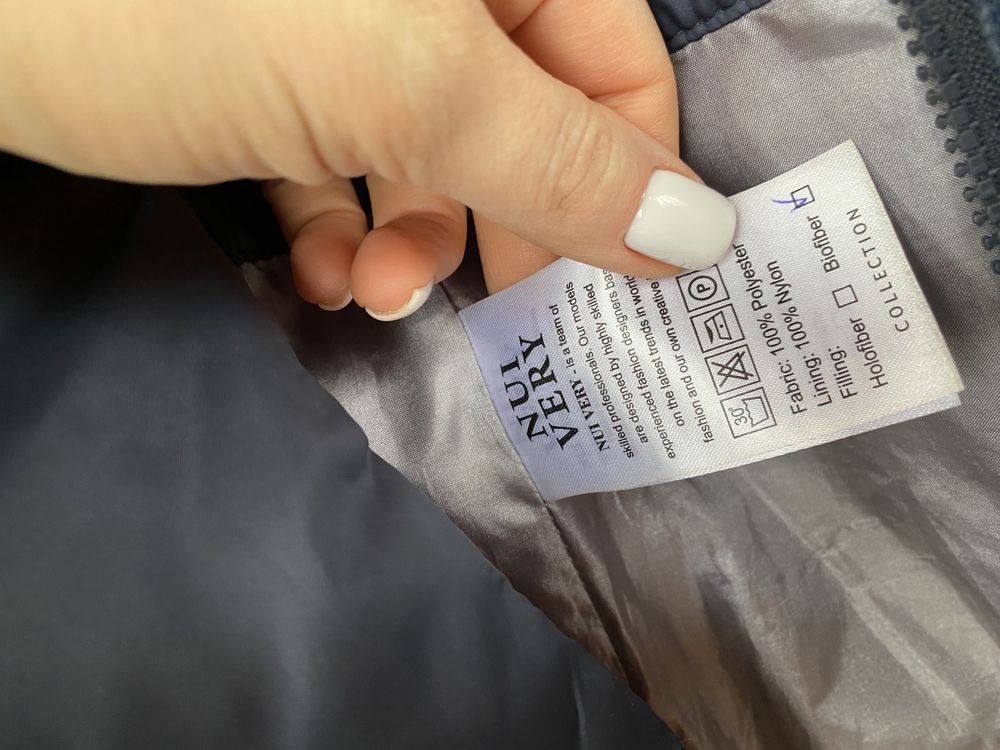 NUI
VERY
NUI VERY - is a team of
skilled professionals. Our models
are designed by highly skilled
experienced fashion designers
on the latest trends in world
fashion and our own creative
30°
P
Fabric: 100% Polyester
Lining: 100% Nylon
Filling:
Holofiber Biofiber
COLLECTION